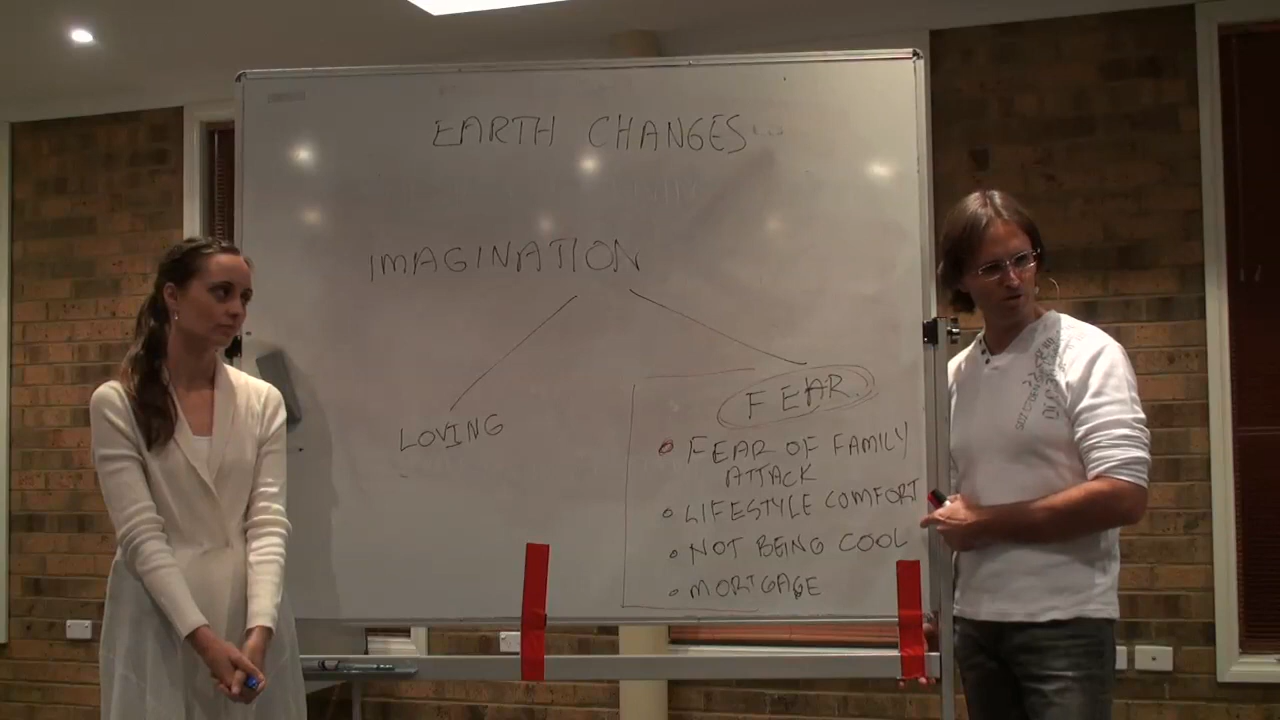 EARTH CHANGES
IMAGINATION
LOVING
FEAR
FEAR OF FAMILY
ATTACK
LIFESTYLE COMFORT
NOT BEING COOL
MORTGAGE